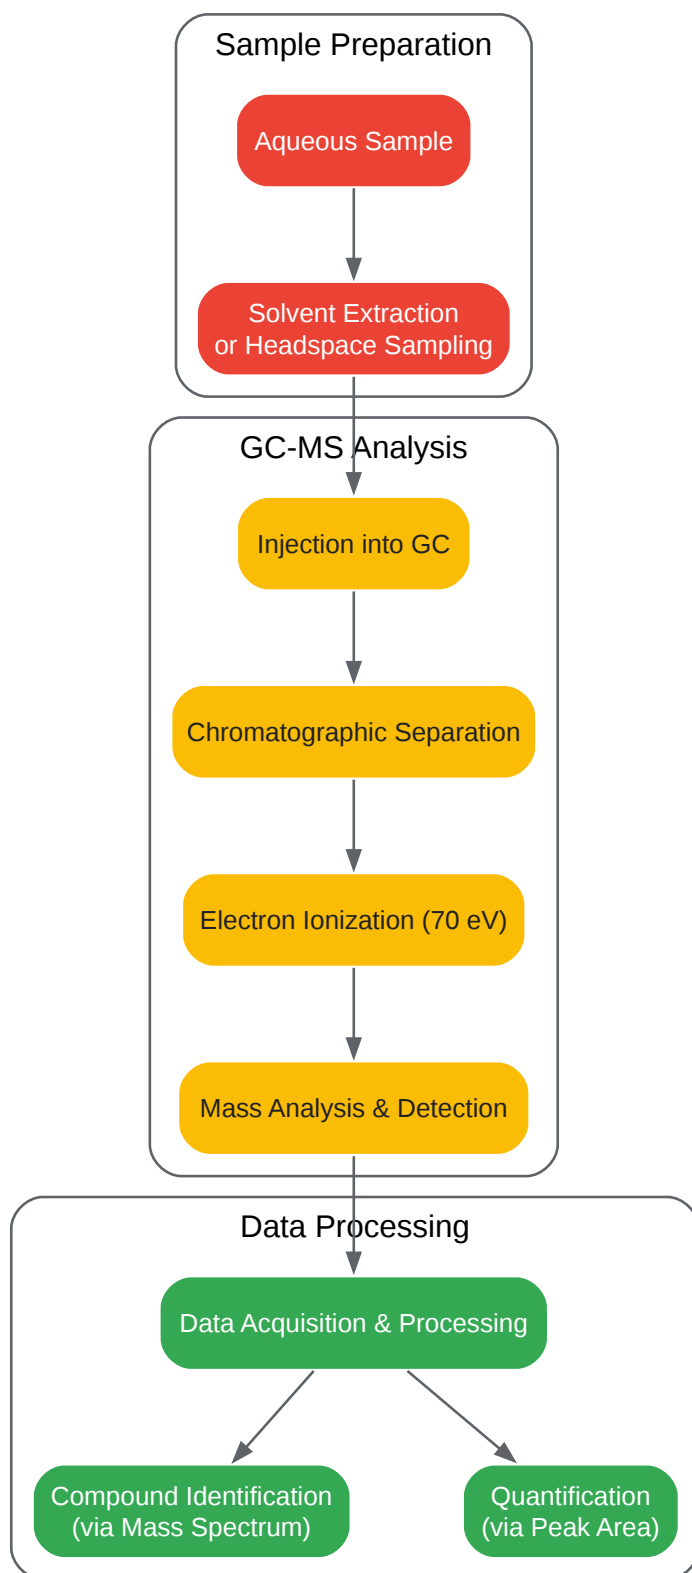 Sample Preparation
Aqueous Sample
Solvent Extraction
or Headspace Sampling
GC-MS Analysis
Injection into GC
Chromatographic Separation
Electron Ionization (70 eV)
Mass Analysis & Detection
Data Processing
Data Acquisition & Processing
Compound Identification
(via Mass Spectrum)
Quantification
(via Peak Area)